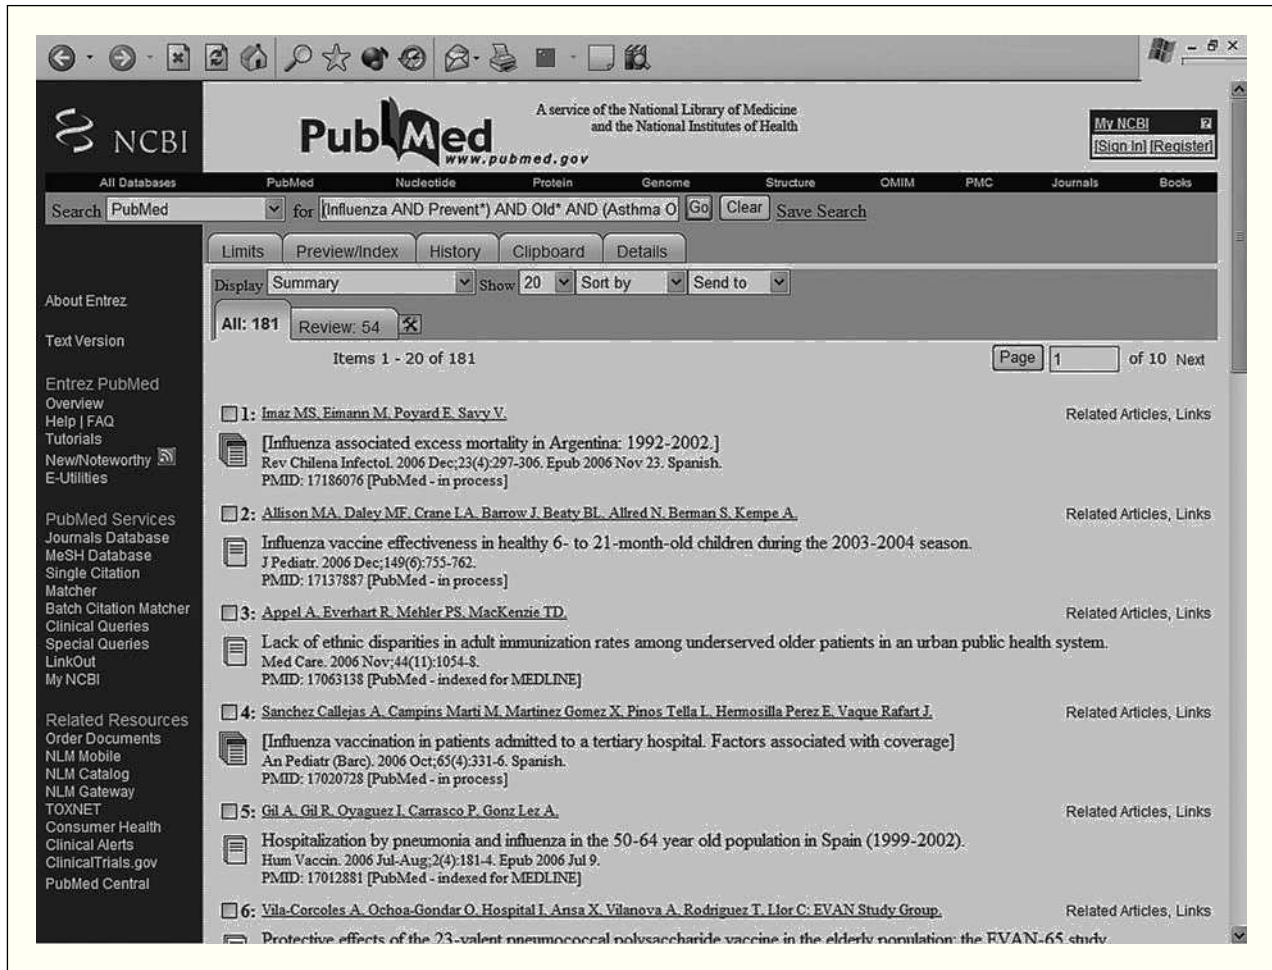 A service of the National Library of Medicine
and the National Institutes of Health
NCBI
PubMed
www.pubmed.gov
My NCBI ?
[Sign In] [Register]
All Databases PubMed Nucleotide Protein Genome Structure OMIM PMC Journals Books
Search PubMed for (Influenza AND Prevent*) AND Old* AND (Asthma O Go Clear Save Search
Limits Preview/Index History Clipboard Details
Display Summary Show 20 Sort by Send to
All: 181 Review: 54
Items 1 - 20 of 181
Page 1 of 10 Next
About Entrez
Text Version
Entrez PubMed
Overview
Help | FAQ
Tutorials
New/Noteworthy
E-Utilities
PubMed Services
Journals Database
MeSH Database
Single Citation
Matcher
Batch Citation Matcher
Clinical Queries
Special Queries
LinkOut
My NCBI
Related Resources
Order Documents
NLM Mobile
NLM Catalog
NLM Gateway
TOXNET
Consumer Health
Clinical Alerts
ClinicalTrials.gov
PubMed Central
1: Imaz MS, Eimann M, Poyard E, Savy V. Related Articles, Links
[Influenza associated excess mortality in Argentina: 1992-2002.]
Rev Chilena Infectol. 2006 Dec;23(4):297-306. Epub 2006 Nov 23. Spanish.
PMID: 17186076 [PubMed - in process]
2: Allison MA, Daley MF, Crane LA, Barrow J, Beaty BL, Allred N, Berman S, Kempe A. Related Articles, Links
Influenza vaccine effectiveness in healthy 6- to 21-month-old children during the 2003-2004 season.
J Pediatr. 2006 Dec;149(6):755-762.
PMID: 17137887 [PubMed - in process]
3: Appel A, Everhart R, Mehler PS, MacKenzie TD. Related Articles, Links
Lack of ethnic disparities in adult immunization rates among underserved older patients in an urban public health system.
Med Care. 2006 Nov;44(11):1054-8.
PMID: 17063138 [PubMed - indexed for MEDLINE]
4: Sanchez Callejas A, Campins Marti M, Martinez Gomez X, Pinos Tella L, Hermosilla Perez E, Vaque Rafart J. Related Articles, Links
[Influenza vaccination in patients admitted to a tertiary hospital. Factors associated with coverage]
An Pediatr (Barc). 2006 Oct;65(4):331-6. Spanish.
PMID: 17020728 [PubMed - in process]
5: Gil A, Gil R, Oyaguez I, Carrasco P, Gonz Lez A. Related Articles, Links
Hospitalization by pneumonia and influenza in the 50-64 year old population in Spain (1999-2002).
Hum Vaccin. 2006 Jul-Aug;2(4):181-4. Epub 2006 Jul 9.
PMID: 17012881 [PubMed - indexed for MEDLINE]
6: Vila-Corcoles A, Ochoa-Gondar O, Hospital I, Ansa X, Vilanova A, Rodriguez T, Llor C; EVAN Study Group. Related Articles, Links
Protective effects of the 23-valent pneumococcal polysaccharide vaccine in the elderly population: the EVAN-65 study.